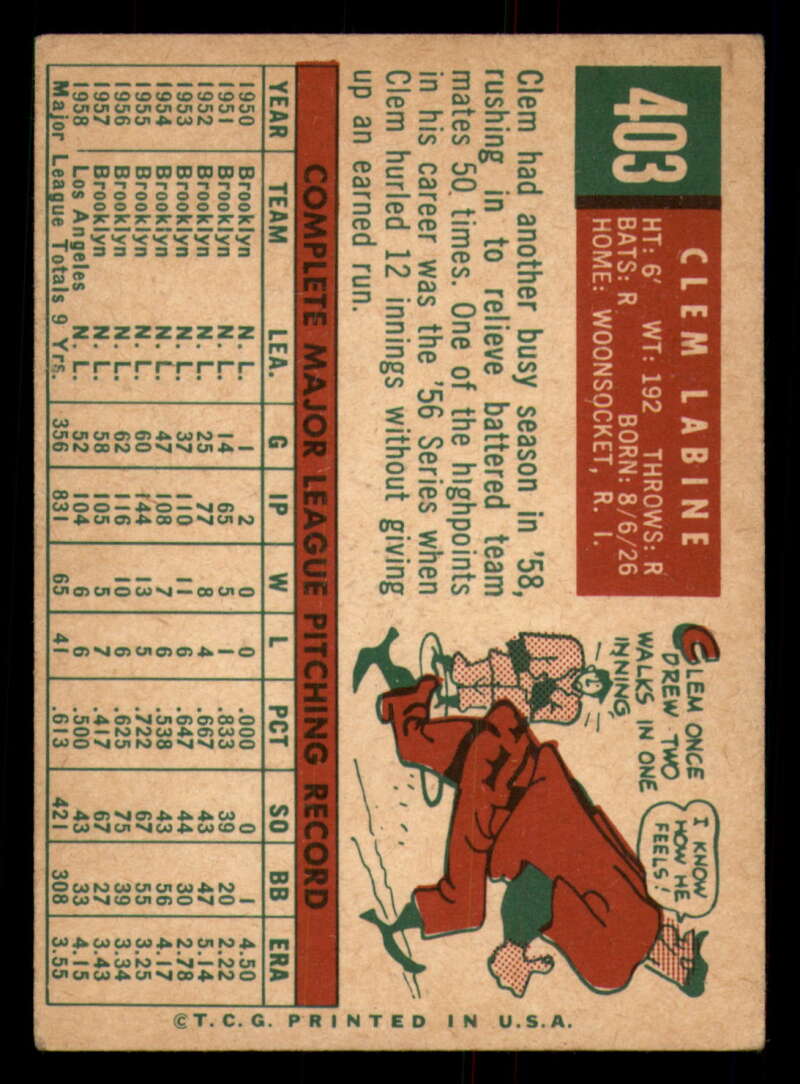 403
CLEM LABINE
HT: 6' WT: 192 THROWS: R
BATS: R BORN: 8/6/26
HOME: WOONSOCKET, R. I.
Clem had another busy season in '58,
rushing in to relieve battered team
mates 50 times. One of the highpoints
in his career was the '56 Series when
Clem hurled 12 innings without giving
up an earned run.
CLEM ONCE
DREW TWO
WALKS IN ONE
INNING
I KNOW
HOW HE
FEELS!
COMPLETE MAJOR LEAGUE PITCHING RECORD
YEAR TEAM LEA. G IP W L PCT SO BB ERA
1950 Brooklyn N. L. 1 2 0 0 .000 0 1 4.50
1951 Brooklyn N. L. 14 65 5 1 .833 39 20 2.22
1952 Brooklyn N. L. 25 77 8 4 .667 43 47 5.14
1953 Brooklyn N. L. 37 110 11 6 .647 44 30 2.78
1954 Brooklyn N. L. 47 108 7 6 .538 43 56 4.17
1955 Brooklyn N. L. 60 144 13 5 .722 67 55 3.25
1956 Brooklyn N. L. 62 116 10 6 .625 75 39 3.34
1957 Brooklyn N. L. 58 105 5 7 .417 67 27 3.43
1958 Los Angeles N. L. 52 104 6 6 .500 43 33 4.15
Major League Totals 9 Yrs. 356 831 65 41 .613 421 308 3.55
©T.C.G. PRINTED IN U.S.A.